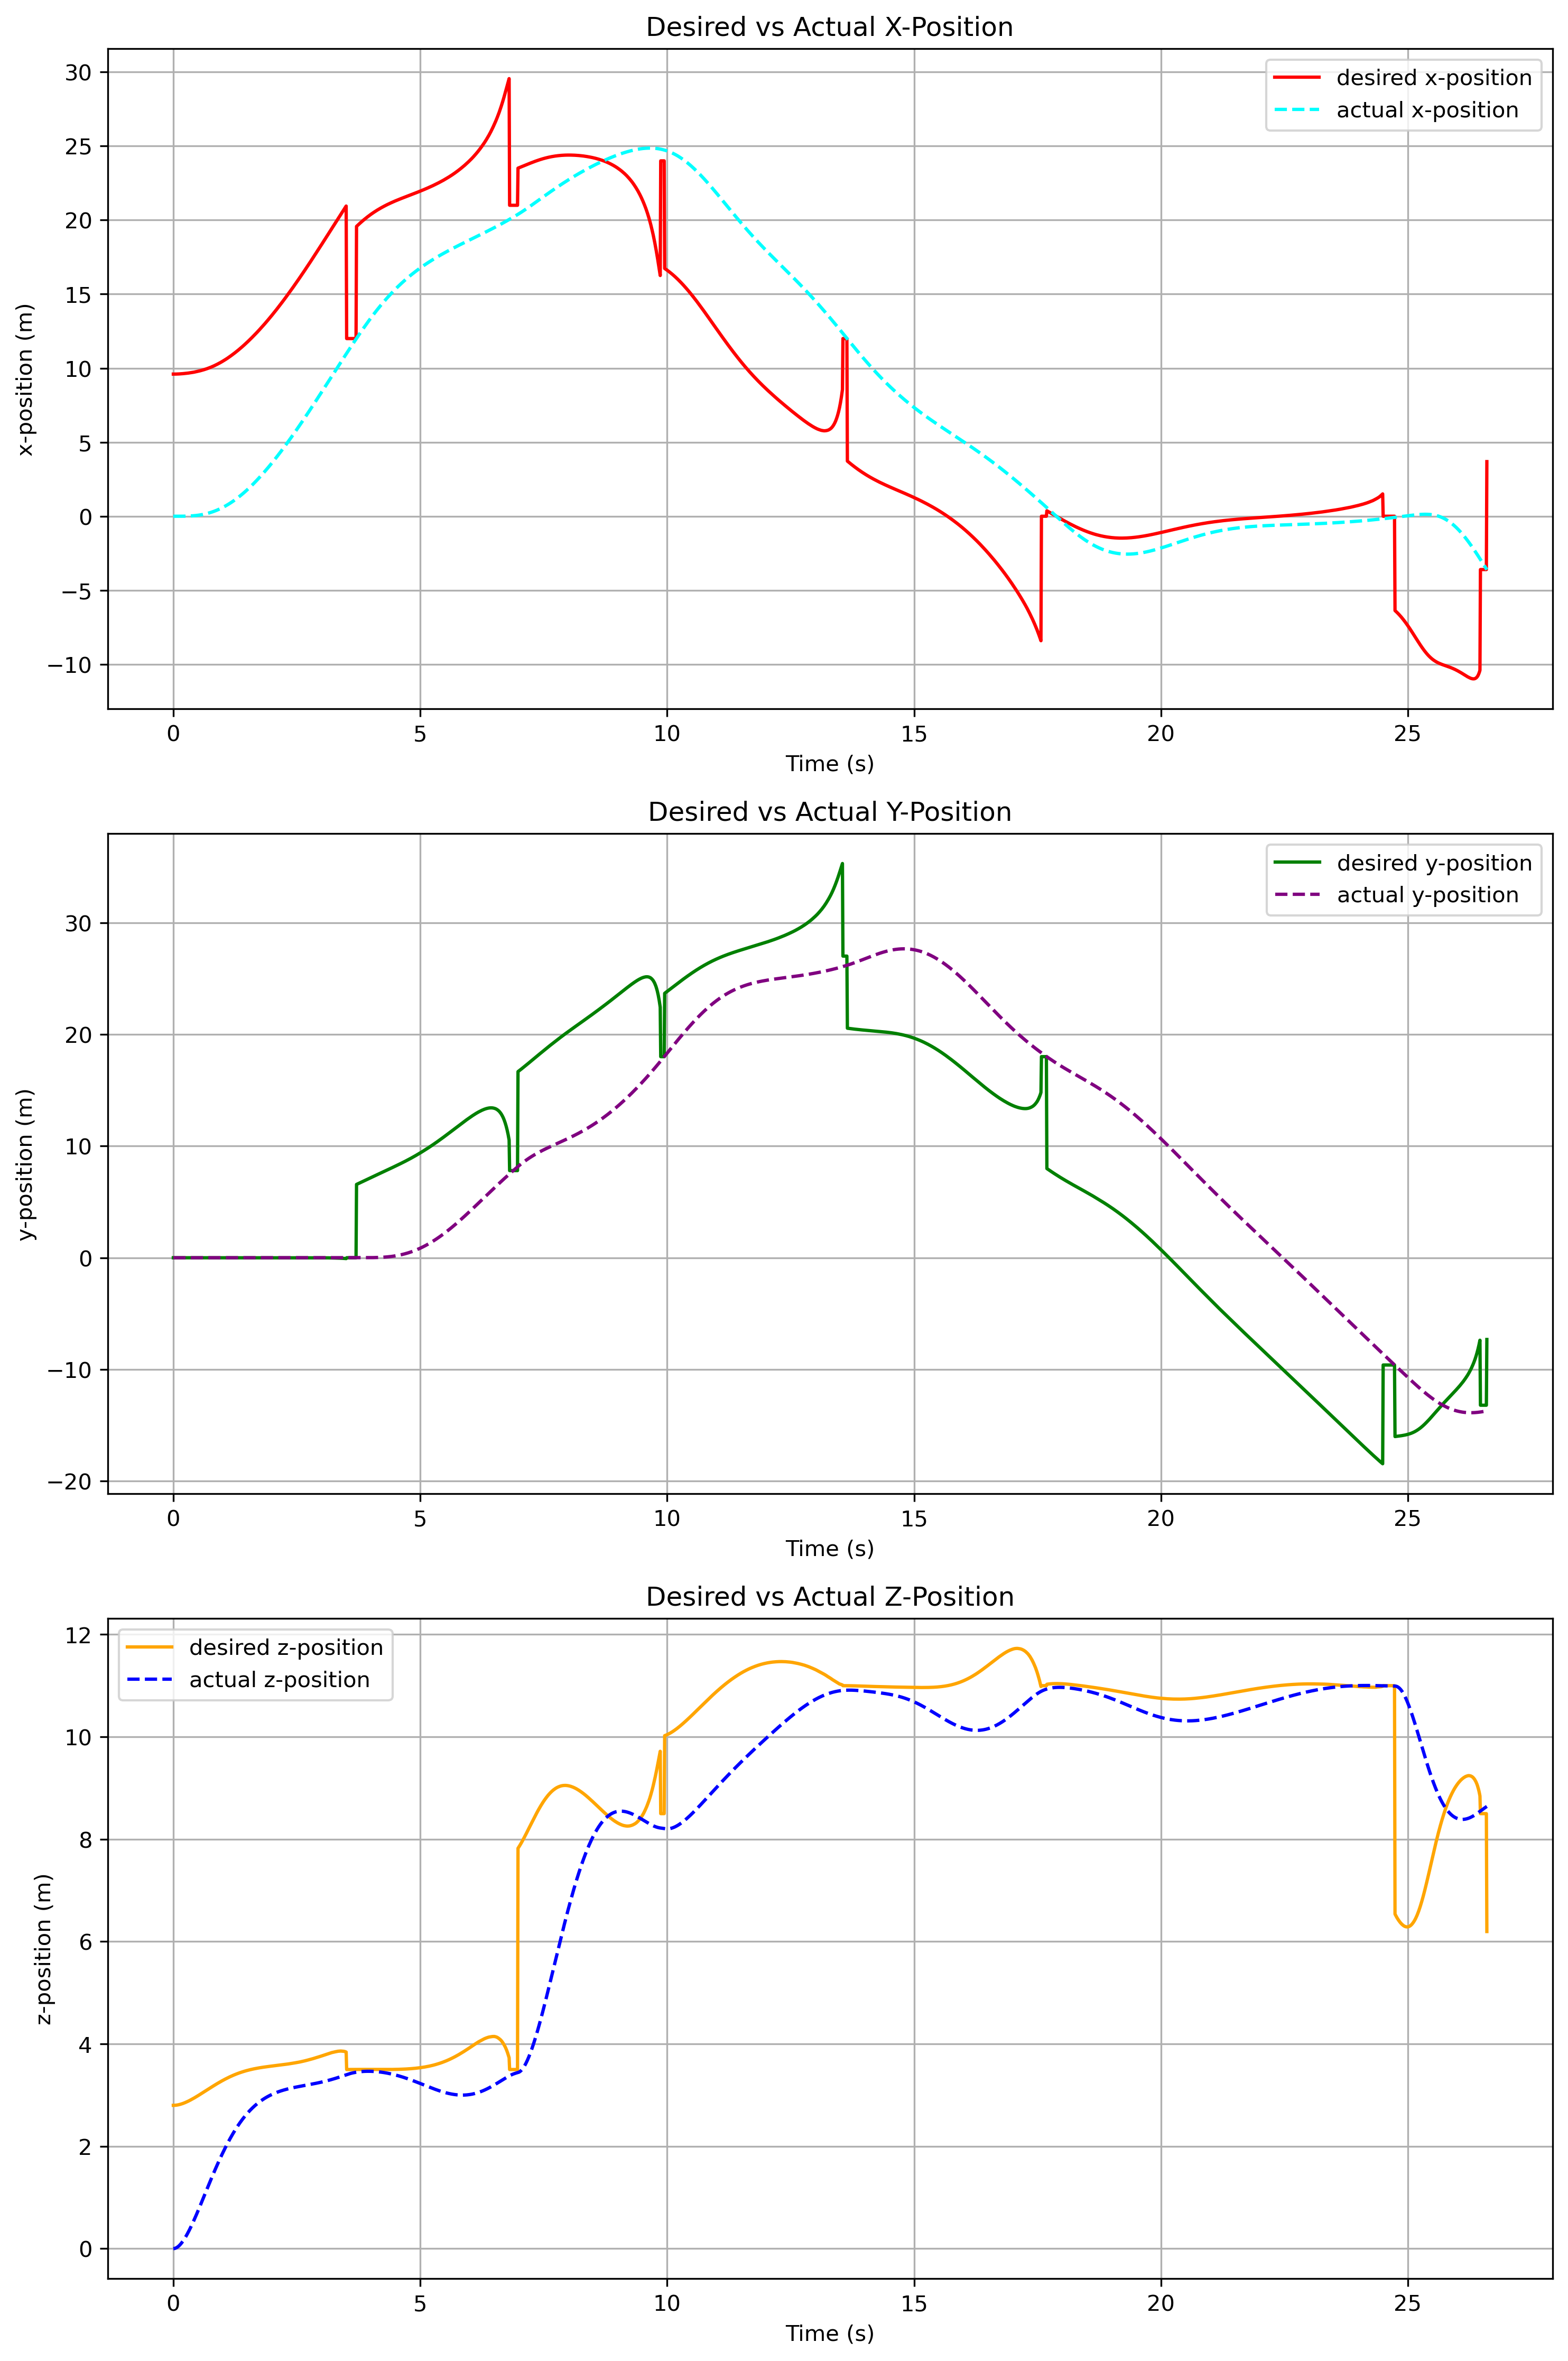 Desired vs Actual X-Position
30
25
20
15
10
5
0
−5
−10
x-position (m)
desired x-position
actual x-position
0 5 10 15 20 25
Time (s)
Desired vs Actual Y-Position
30
20
10
0
−10
−20
y-position (m)
desired y-position
actual y-position
0 5 10 15 20 25
Time (s)
Desired vs Actual Z-Position
12
10
8
6
4
2
0
z-position (m)
desired z-position
actual z-position
0 5 10 15 20 25
Time (s)